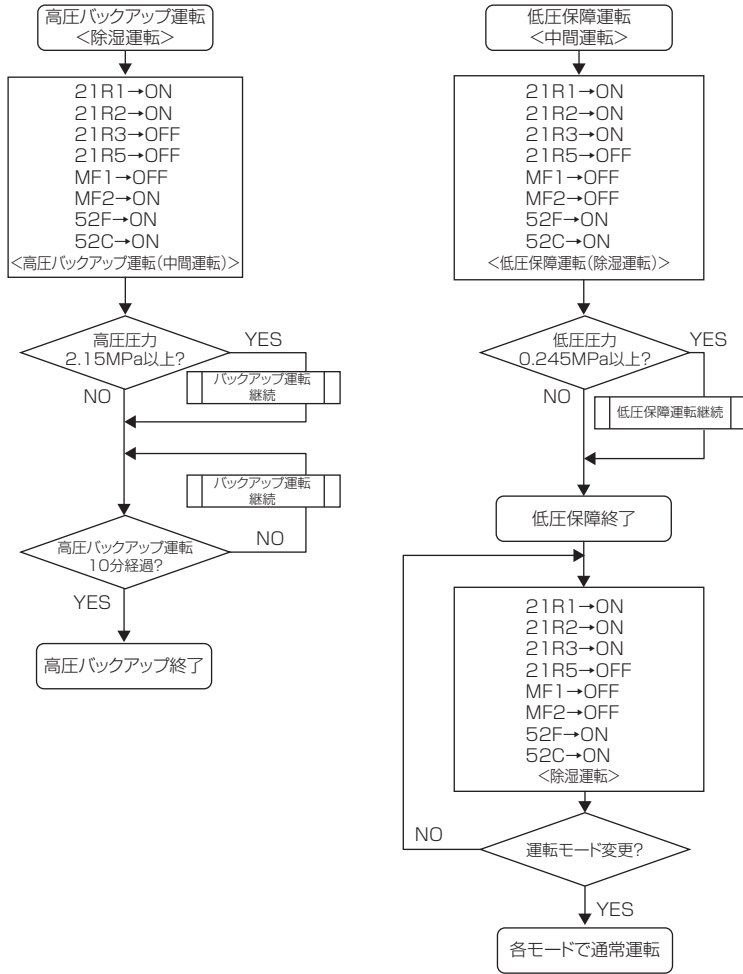 高圧バックアップ運転
<除湿運転>
21R1→ON
21R2→ON
21R3→OFF
21R5→OFF
MF1→OFF
MF2→ON
52F→ON
52C→ON
<高圧バックアップ運転(中間運転)>
高圧圧力
2.15MPa以上?
YES
バックアップ運転
継続
NO
バックアップ運転
継続
高圧バックアップ運転
10分経過?
NO
YES
高圧バックアップ終了
低圧保障運転
<中間運転>
21R1→ON
21R2→ON
21R3→ON
21R5→OFF
MF1→OFF
MF2→OFF
52F→ON
52C→ON
<低圧保障運転(除湿運転)>
低圧圧力
0.245MPa以上?
YES
NO
低圧保障運転継続
低圧保障終了
21R1→ON
21R2→ON
21R3→ON
21R5→OFF
MF1→OFF
MF2→OFF
52F→ON
52C→ON
<除湿運転>
NO
運転モード変更?
YES
各モードで通常運転